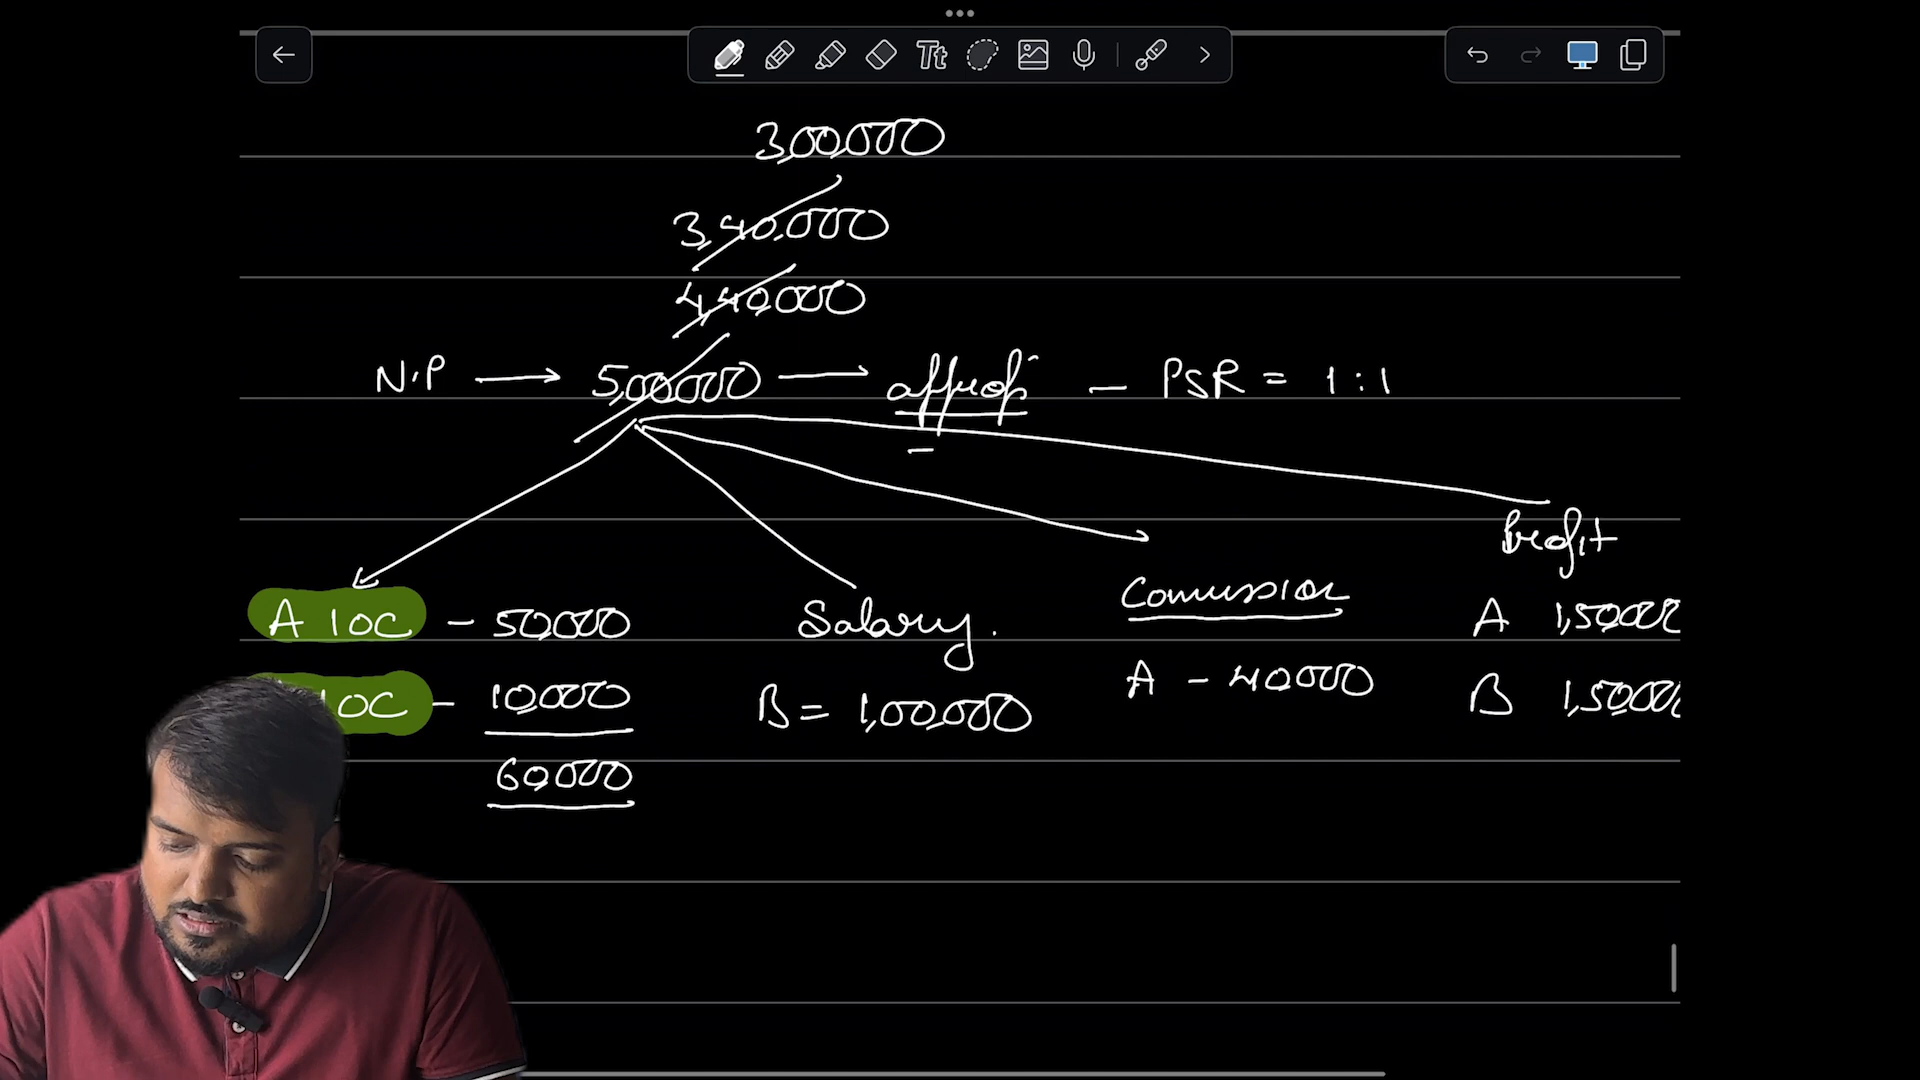 Tt
3,00,000
3,40,000
4,40,000
N.P → 5,00,000 → approp - PSR = 1:1
Profit
A IOC - 50,000
Salary.
Commission
A 1,50,000
IOC - 10,000
B = 1,00,000
A - 40,000
B 1,50,000
60,000